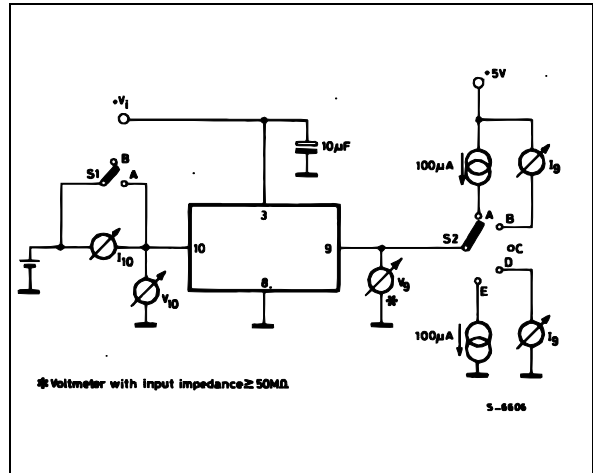 +5V
+Vi
10µF
100µA
I9
B
S1
A
A
B
S2
C
D
E
3
10
9
8.
I10
V10
V9
*
100µA
I9
* Voltmeter with input impedance ≥ 50MΩ
S-6606